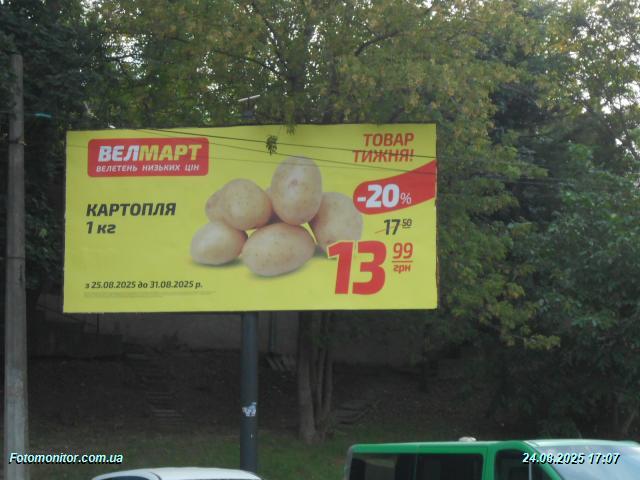 ВЕЛМАРТ
ВЕЛЕТЕНЬ НИЗЬКИХ ЦІН
ТОВАР
ТИЖНЯ!
-20%
КАРТОПЛЯ
1 кг
17 50
13 99
грн
з 25.08.2025 до 31.08.2025 р.
Fotomonitor.com.ua
24.08.2025 17:07